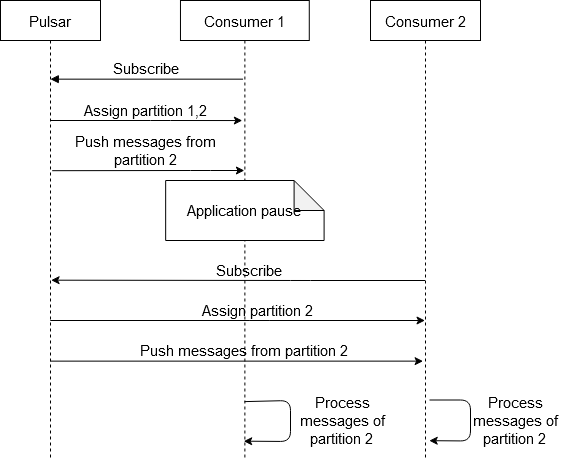 Pulsar
Consumer 1
Consumer 2
Subscribe
Assign partition 1,2
Push messages from
partition 2
Application pause
Subscribe
Assign partition 2
Push messages from partition 2
Process
messages of
partition 2
Process
messages of
partition 2